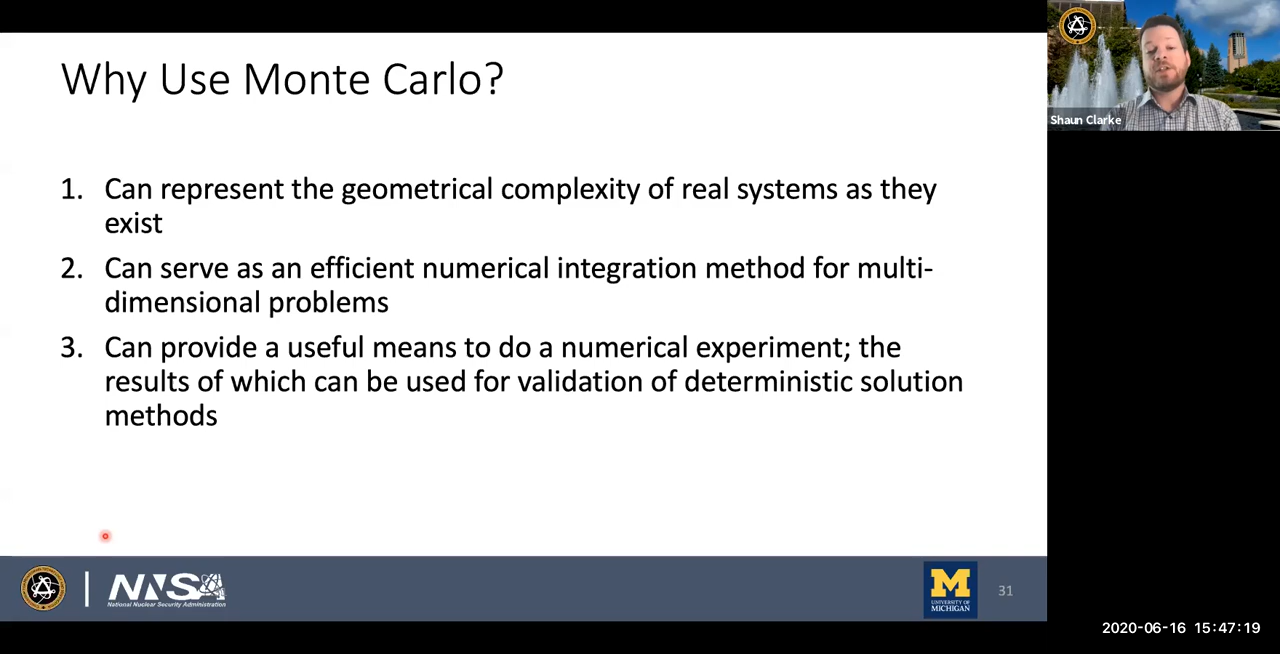 Why Use Monte Carlo?
Shaun Clarke
1. Can represent the geometrical complexity of real systems as they
exist
2. Can serve as an efficient numerical integration method for multi-
dimensional problems
3. Can provide a useful means to do a numerical experiment; the
results of which can be used for validation of deterministic solution
methods
NNSA
National Nuclear Security Administration
M
UNIVERSITY OF
MICHIGAN
31
2020-06-16 15:47:19